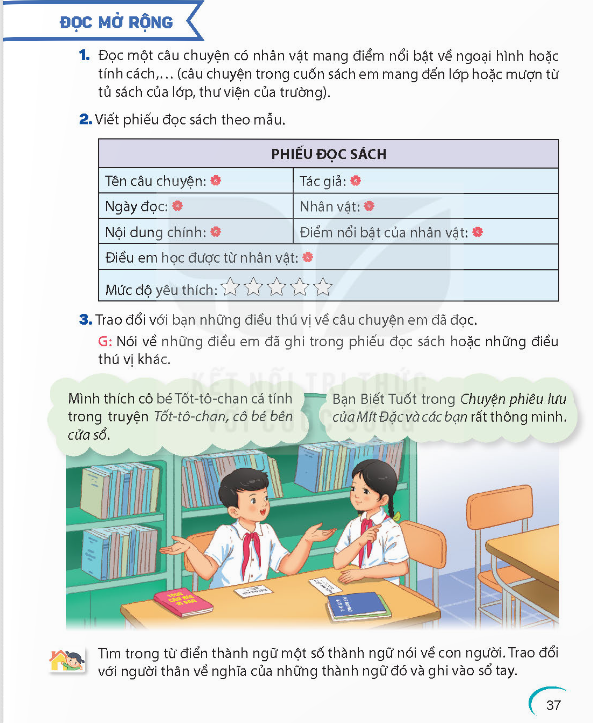 ĐỌC MỞ RỘNG
1. Đọc một câu chuyện có nhân vật mang điểm nổi bật về ngoại hình hoặc
tính cách,... (câu chuyện trong cuốn sách em mang đến lớp hoặc mượn từ
tủ sách của lớp, thư viện của trường).
2. Viết phiếu đọc sách theo mẫu.
PHIẾU ĐỌC SÁCH
Tên câu chuyện:
Tác giả:
Ngày đọc:
Nhân vật:
Nội dung chính:
Điểm nổi bật của nhân vật:
Điều em học được từ nhân vật:
Mức độ yêu thích:
3. Trao đổi với bạn những điều thú vị về câu chuyện em đã đọc.
G: Nói về những điều em đã ghi trong phiếu đọc sách hoặc những điều
thú vị khác.
KẾT NỐI TRI THỨC
VỚI CUỘC SỐNG
Mình thích cô bé Tốt-tô-chan cá tính
trong truyện Tốt-tô-chan, cô bé bên
cửa sổ.
Bạn Biết Tuốt trong Chuyện phiêu lưu
của Mít Đặc và các bạn rất thông minh.
Tìm trong từ điển thành ngữ một số thành ngữ nói về con người. Trao đổi
với người thân về nghĩa của những thành ngữ đó và ghi vào sổ tay.
37